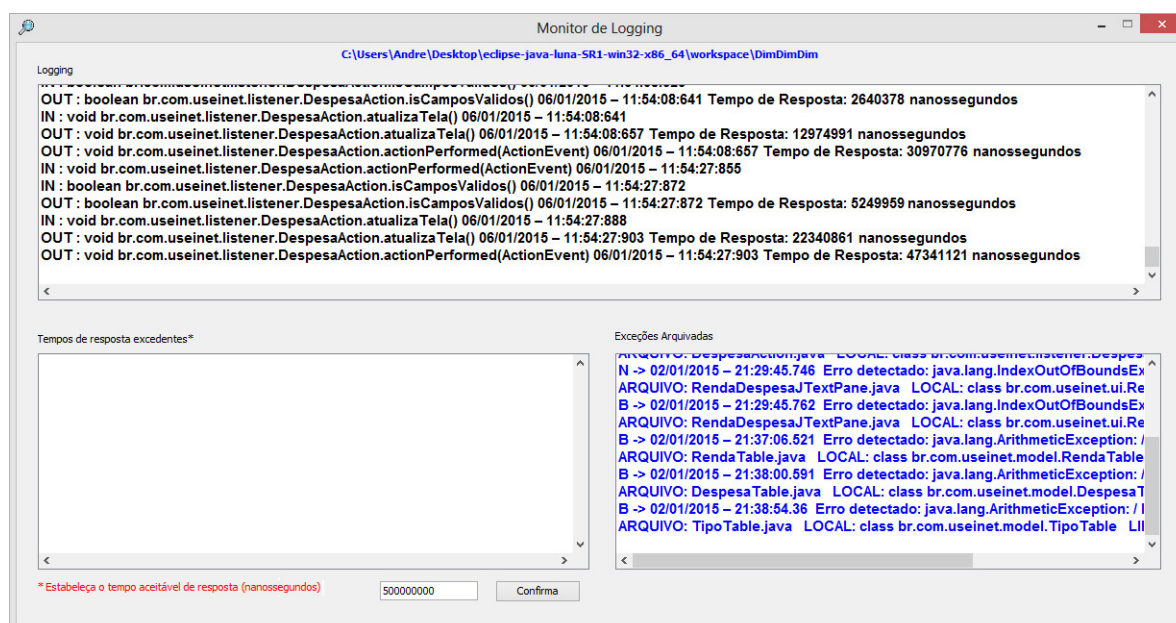 Monitor de Logging
C:\Users\Andre\Desktop\eclipse-java-luna-SR1-win32-x86_64\workspace\DimDimDim
Logging
OUT : boolean br.com.useinet.listener.DespesaAction.isCamposValidos() 06/01/2015 – 11:54:08:641 Tempo de Resposta: 2640378 nanossegundos
IN : void br.com.useinet.listener.DespesaAction.atualizaTela() 06/01/2015 – 11:54:08:641
OUT : void br.com.useinet.listener.DespesaAction.atualizaTela() 06/01/2015 – 11:54:08:657 Tempo de Resposta: 12974991 nanossegundos
OUT : void br.com.useinet.listener.DespesaAction.actionPerformed(ActionEvent) 06/01/2015 – 11:54:08:657 Tempo de Resposta: 30970776 nanossegundos
IN : void br.com.useinet.listener.DespesaAction.actionPerformed(ActionEvent) 06/01/2015 – 11:54:27:855
IN : boolean br.com.useinet.listener.DespesaAction.isCamposValidos() 06/01/2015 – 11:54:27:872
OUT : boolean br.com.useinet.listener.DespesaAction.isCamposValidos() 06/01/2015 – 11:54:27:872 Tempo de Resposta: 5249959 nanossegundos
IN : void br.com.useinet.listener.DespesaAction.atualizaTela() 06/01/2015 – 11:54:27:888
OUT : void br.com.useinet.listener.DespesaAction.atualizaTela() 06/01/2015 – 11:54:27:903 Tempo de Resposta: 22340861 nanossegundos
OUT : void br.com.useinet.listener.DespesaAction.actionPerformed(ActionEvent) 06/01/2015 – 11:54:27:903 Tempo de Resposta: 47341121 nanossegundos
Tempos de resposta excedentes*
Exceções Arquivadas
ARQUIVO: DespesaAction.java LOCAL: class br.com.useinet.listener.Despes
N -> 02/01/2015 – 21:29:45.746 Erro detectado: java.lang.IndexOutOfBoundsEx
ARQUIVO: RendaDespesaJTextPane.java LOCAL: class br.com.useinet.ui.Re
B -> 02/01/2015 – 21:29:45.762 Erro detectado: java.lang.IndexOutOfBoundsEx
ARQUIVO: RendaDespesaJTextPane.java LOCAL: class br.com.useinet.ui.Re
B -> 02/01/2015 – 21:37:06.521 Erro detectado: java.lang.ArithmeticException: /
ARQUIVO: RendaTable.java LOCAL: class br.com.useinet.model.RendaTable
B -> 02/01/2015 – 21:38:00.591 Erro detectado: java.lang.ArithmeticException: /
ARQUIVO: DespesaTable.java LOCAL: class br.com.useinet.model.DespesaT
B -> 02/01/2015 – 21:38:54.36 Erro detectado: java.lang.ArithmeticException: /
ARQUIVO: TipoTable.java LOCAL: class br.com.useinet.model.TipoTable LI
*Estabeleça o tempo aceitável de resposta (nanossegundos)
500000000
Confirma